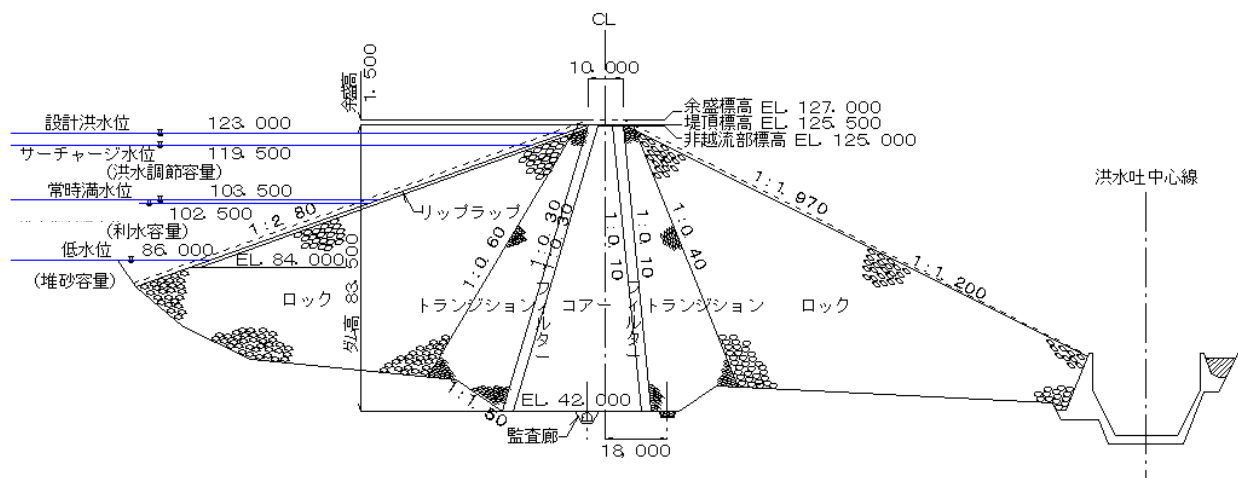 CL
10.000
余盛高
1.500
余盛標高 EL.127.000
堤頂標高 EL.125.500
非越流部標高 EL.125.000
設計洪水位 123.000
サーチャージ水位 119.500
(洪水調節容量)
常時満水位 103.500
102.500
(利水容量)
低水位 86.000
(堆砂容量)
EL.84.000
1:2.80
リップラップ
1:0.60
1:0.30
1:0.30
1:0.10
1:0.10
1:0.40
1:1.970
1:1.200
洪水吐中心線
ダム高 83.500
ロック
トランジション
フィルター
コアー
フィルター
トランジション
ロック
1:1.50
EL.42.000
監査廊
18,000